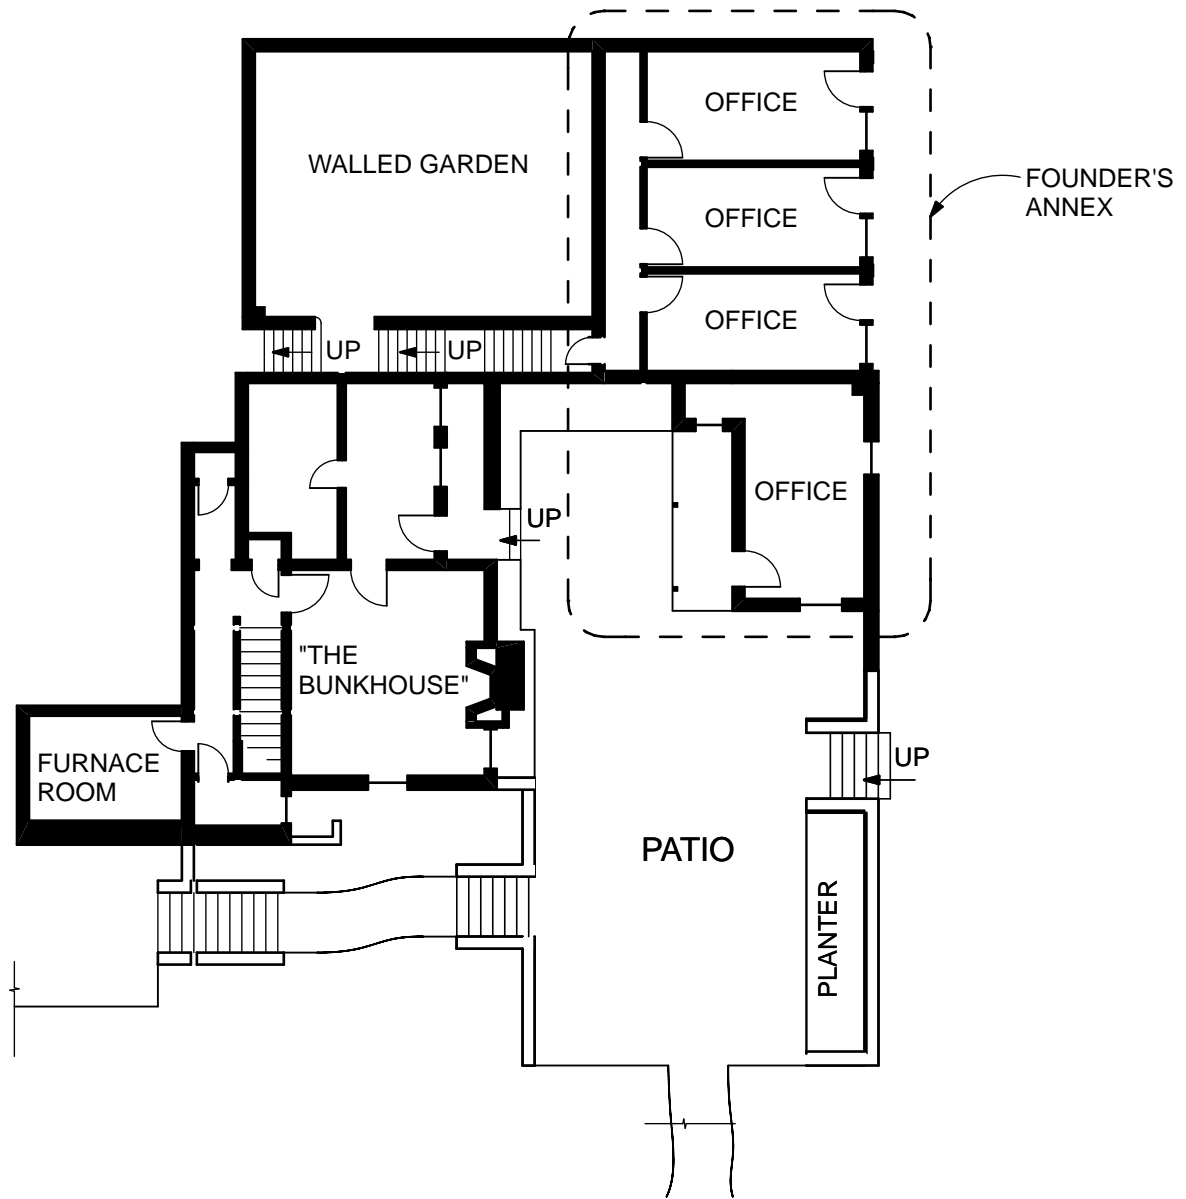 OFFICE
WALLED GARDEN
FOUNDER'S
ANNEX
OFFICE
OFFICE
UP
UP
OFFICE
UP
"THE
BUNKHOUSE"
FURNACE
ROOM
UP
PATIO
PLANTER